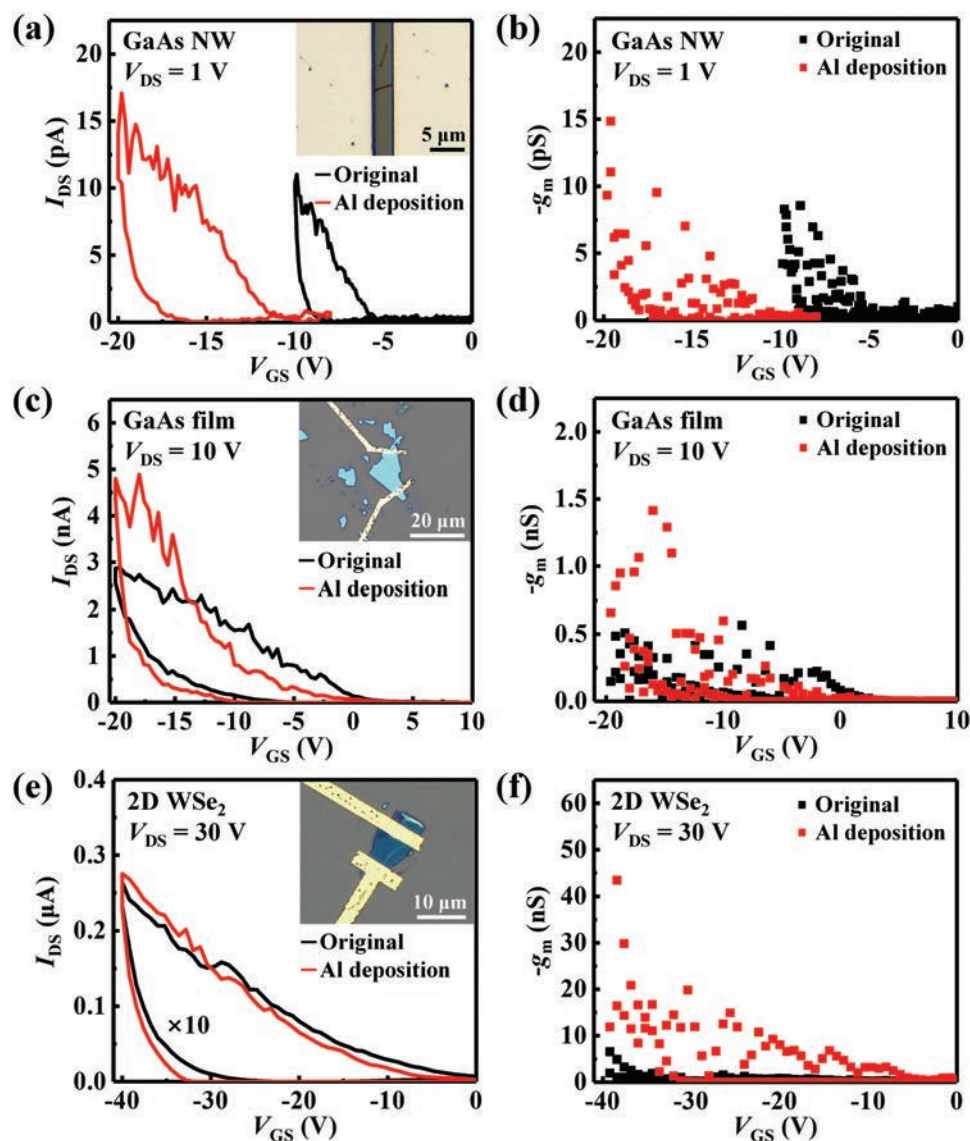 (a)
GaAs NW
V_DS = 1 V
5 µm
Original
Al deposition
I_DS (pA)
20
15
10
5
0
-20 -15 -10 -5 0
V_GS (V)
(b)
GaAs NW
V_DS = 1 V
Original
Al deposition
-g_m (pS)
20
15
10
5
0
-20 -15 -10 -5 0
V_GS (V)
(c)
GaAs film
V_DS = 10 V
20 µm
Original
Al deposition
I_DS (nA)
6
5
4
3
2
1
0
-20 -15 -10 -5 0 5 10
V_GS (V)
(d)
GaAs film
V_DS = 10 V
Original
Al deposition
-g_m (nS)
2.0
1.5
1.0
0.5
0.0
-20 -10 0 10
V_GS (V)
(e)
2D WSe₂
V_DS = 30 V
10 µm
Original
Al deposition
×10
I_DS (µA)
0.4
0.3
0.2
0.1
0.0
-40 -30 -20 -10 0
V_GS (V)
(f)
2D WSe₂
V_DS = 30 V
Original
Al deposition
-g_m (nS)
60
50
40
30
20
10
0
-40 -30 -20 -10 0
V_GS (V)